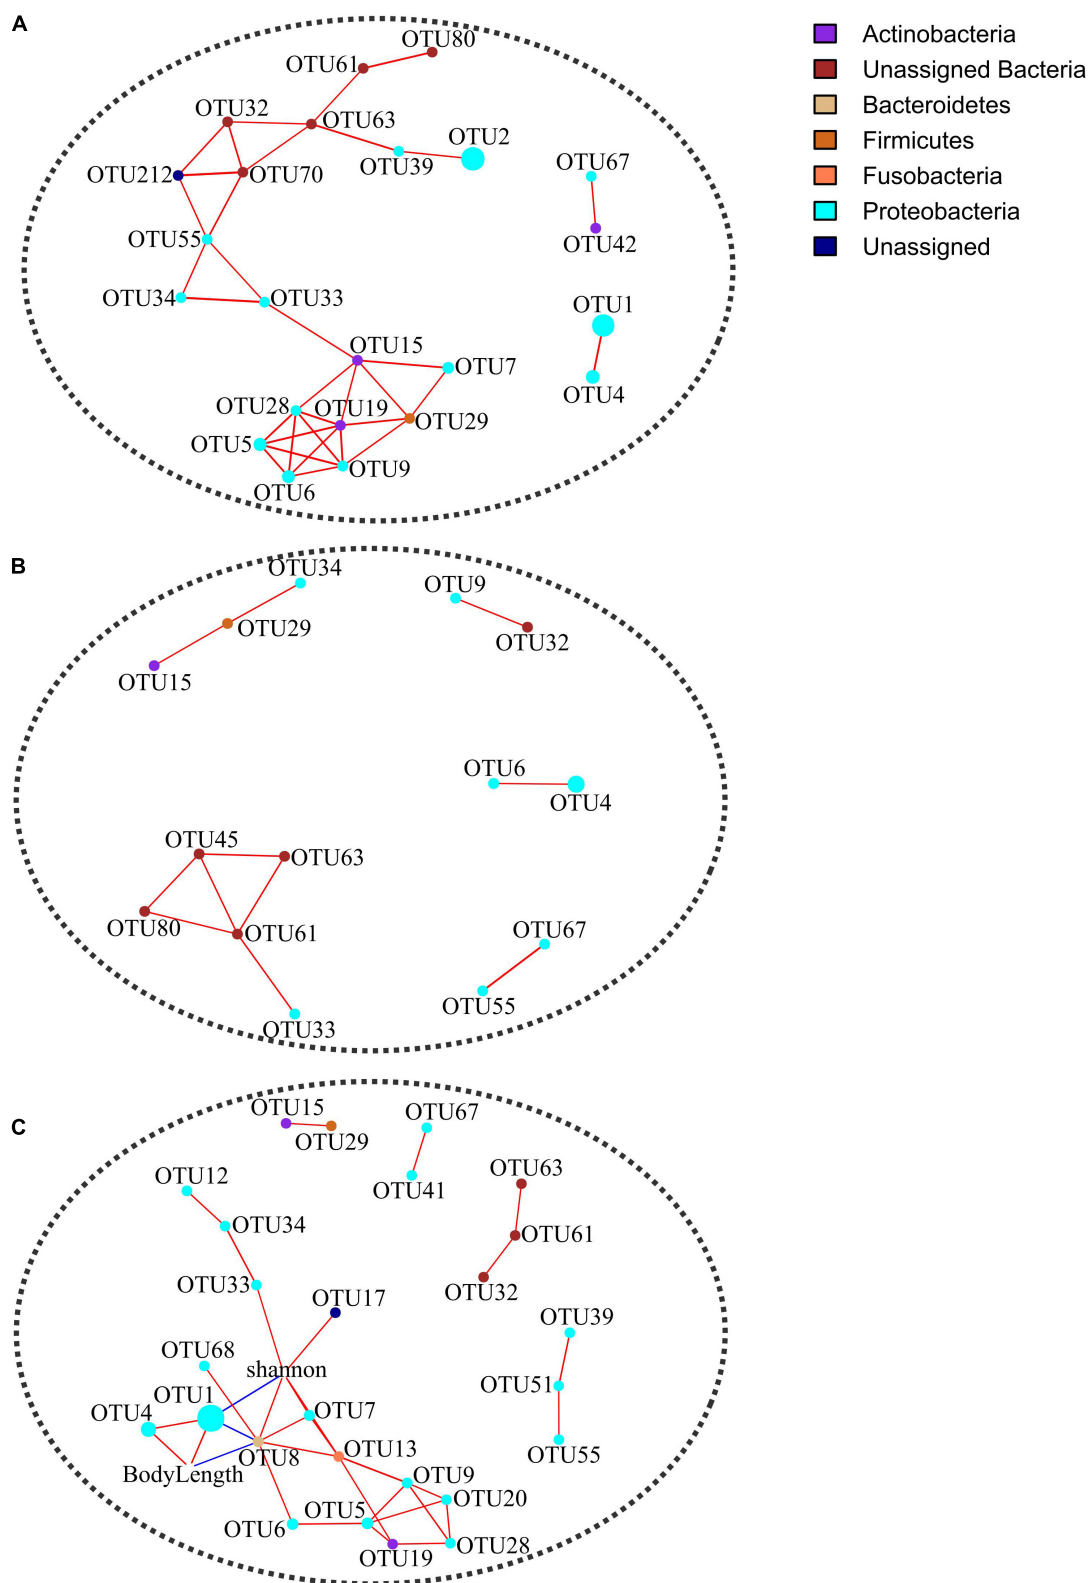 A
OTU80
OTU61
OTU32
OTU63
OTU2
OTU39
OTU212
OTU70
OTU67
OTU42
OTU55
OTU34
OTU33
OTU1
OTU15
OTU7
OTU4
OTU28
OTU19
OTU29
OTU5
OTU9
OTU6
Actinobacteria
Unassigned Bacteria
Bacteroidetes
Firmicutes
Fusobacteria
Proteobacteria
Unassigned
B
OTU34
OTU9
OTU29
OTU32
OTU15
OTU6
OTU4
OTU45
OTU63
OTU80
OTU61
OTU67
OTU55
OTU33
C
OTU15
OTU67
OTU29
OTU63
OTU12
OTU41
OTU34
OTU61
OTU33
OTU32
OTU17
OTU39
OTU68
shannon
OTU51
OTU1
OTU4
OTU7
OTU8
OTU13
OTU55
BodyLength
OTU9
OTU20
OTU5
OTU6
OTU28
OTU19